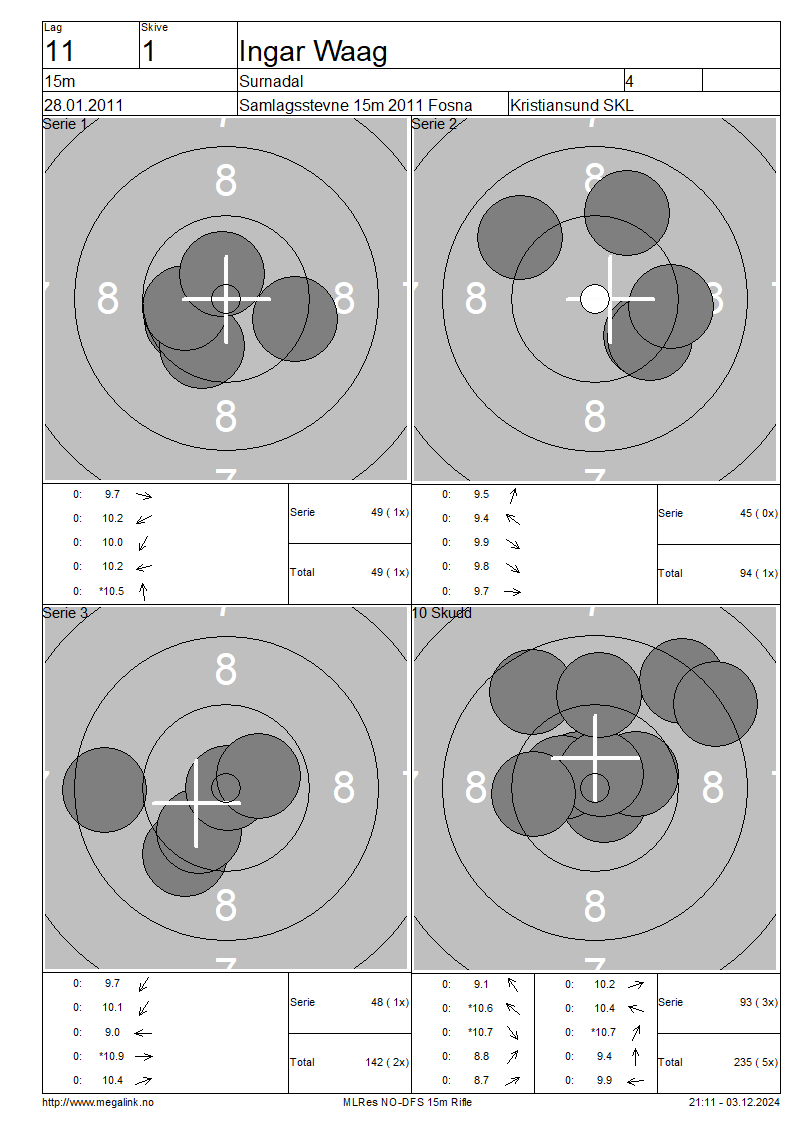 Lag
Skive
11
1
Ingar Waag
15m
Surnadal
4
28.01.2011
Samlagsstevne 15m 2011 Fosna
Kristiansund SKL
Serie 1
Serie 2
7
7
8
8
7
8
8
7
8
8
8
8
7
7
0: 9.7
0: 10.2
0: 10.0
0: 10.2
0: *10.5
Serie 49 ( 1x)
Total 49 ( 1x)
0: 9.5
0: 9.4
0: 9.9
0: 9.8
0: 9.7
Serie 45 ( 0x)
Total 94 ( 1x)
Serie 3
10 Skudd
7
7
8
8
7
8
8
7
8
8
7
7
0: 9.7
0: 10.1
0: 9.0
0: *10.9
0: 10.4
Serie 48 ( 1x)
Total 142 ( 2x)
0: 9.1
0: *10.6
0: *10.7
0: 8.8
0: 8.7
0: 10.2
0: 10.4
0: *10.7
0: 9.4
0: 9.9
Serie 93 ( 3x)
Total 235 ( 5x)
http://www.megalink.no
MLRes NO-DFS 15m Rifle
21:11 - 03.12.2024